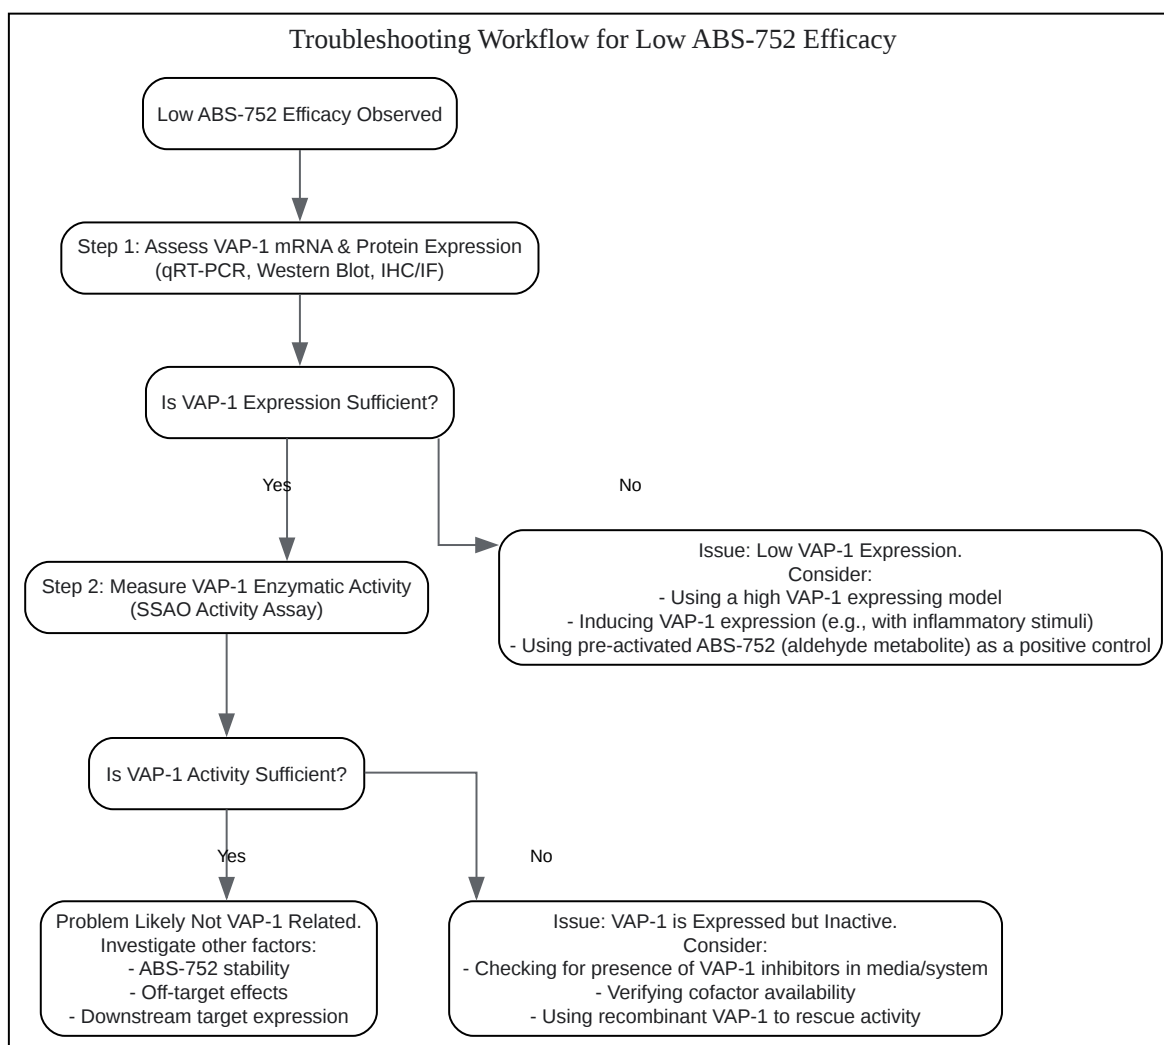 Troubleshooting Workflow for Low ABS-752 Efficacy
Low ABS-752 Efficacy Observed
Step 1: Assess VAP-1 mRNA & Protein Expression
(qRT-PCR, Western Blot, IHC/IF)
Is VAP-1 Expression Sufficient?
Yes
No
Issue: Low VAP-1 Expression.
Consider:
- Using a high VAP-1 expressing model
- Inducing VAP-1 expression (e.g., with inflammatory stimuli)
- Using pre-activated ABS-752 (aldehyde metabolite) as a positive control
Step 2: Measure VAP-1 Enzymatic Activity
(SSAO Activity Assay)
Is VAP-1 Activity Sufficient?
Yes
No
Problem Likely Not VAP-1 Related.
Investigate other factors:
- ABS-752 stability
- Off-target effects
- Downstream target expression
Issue: VAP-1 is Expressed but Inactive.
Consider:
- Checking for presence of VAP-1 inhibitors in media/system
- Verifying cofactor availability
- Using recombinant VAP-1 to rescue activity